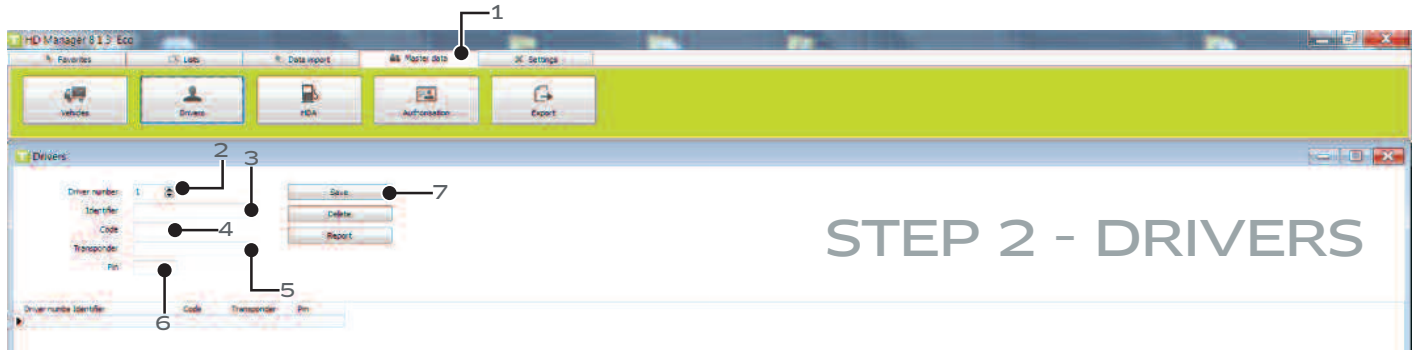 1
HD Manager 8.1.3 Eco
Favorites Lists Data import Master data Settings
Vehicles Drivers HDA Authorisation Export
Drivers
2 3
Driver number 1 Save 7
Identifier Delete
Code 4 Report
Transponder
Pin
STEP 2 - DRIVERS
5
Driver numbe Identifier Code Transponder Pin
6